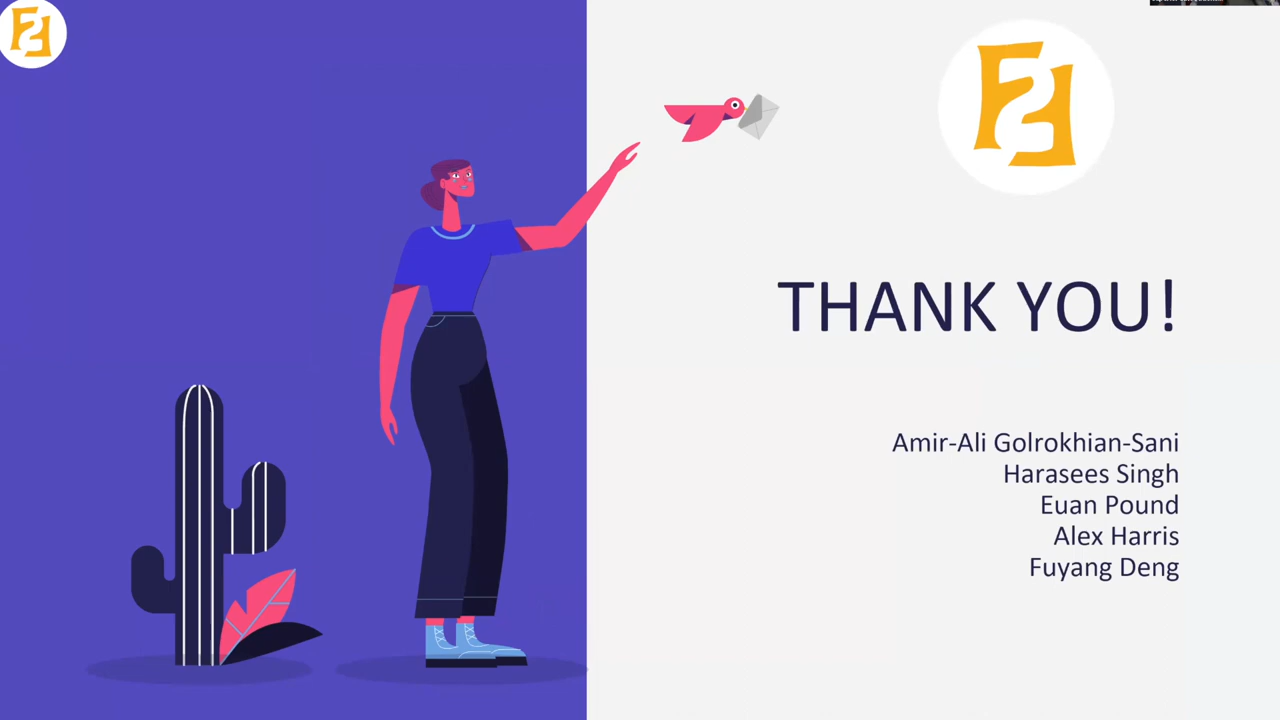 THANK YOU!
Amir-Ali Golrokhian-Sani
Harasees Singh
Euan Pound
Alex Harris
Fuyang Deng